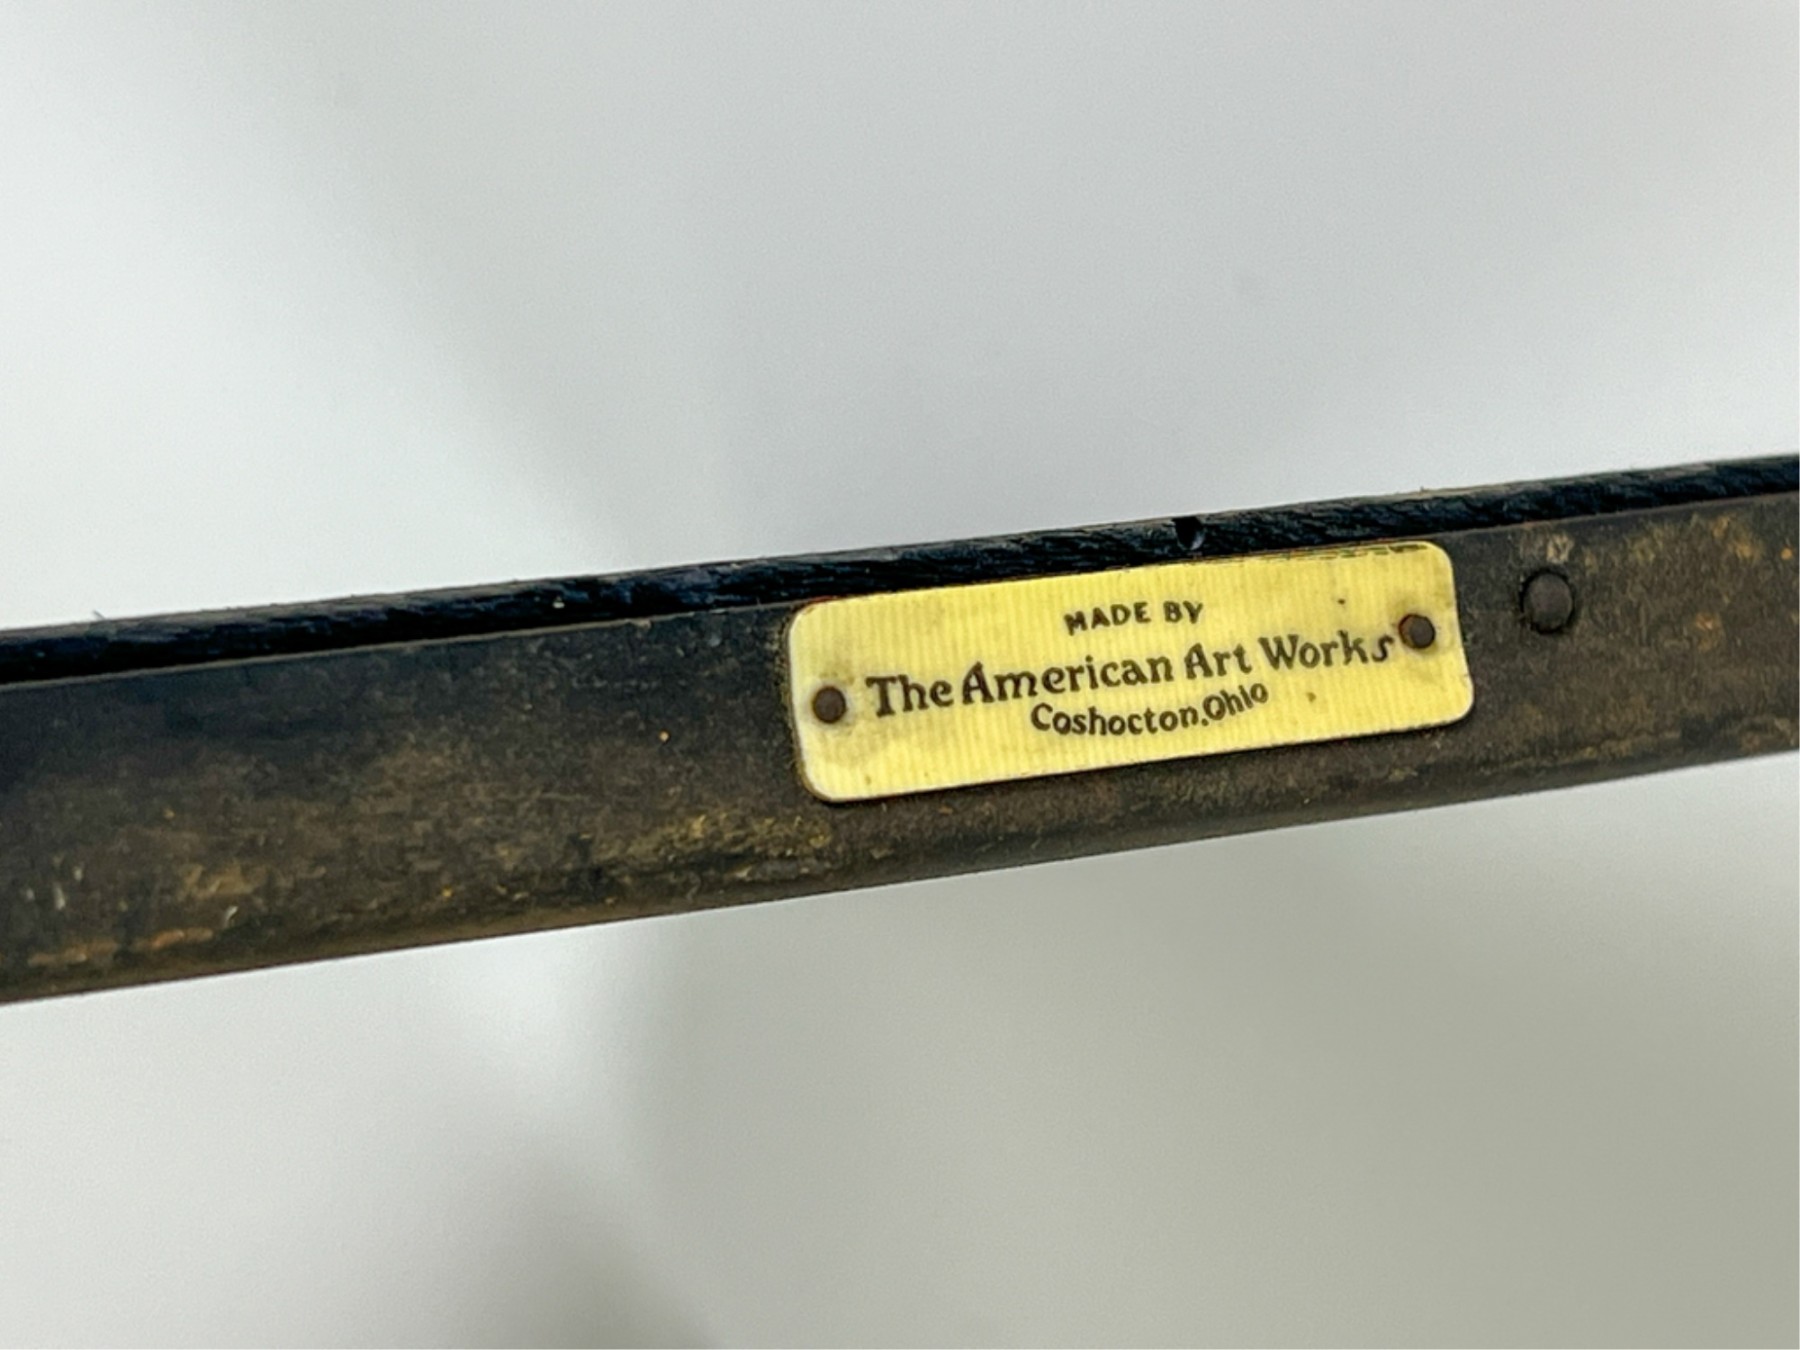 MADE BY
The American Art Works
Coshocton, Ohio